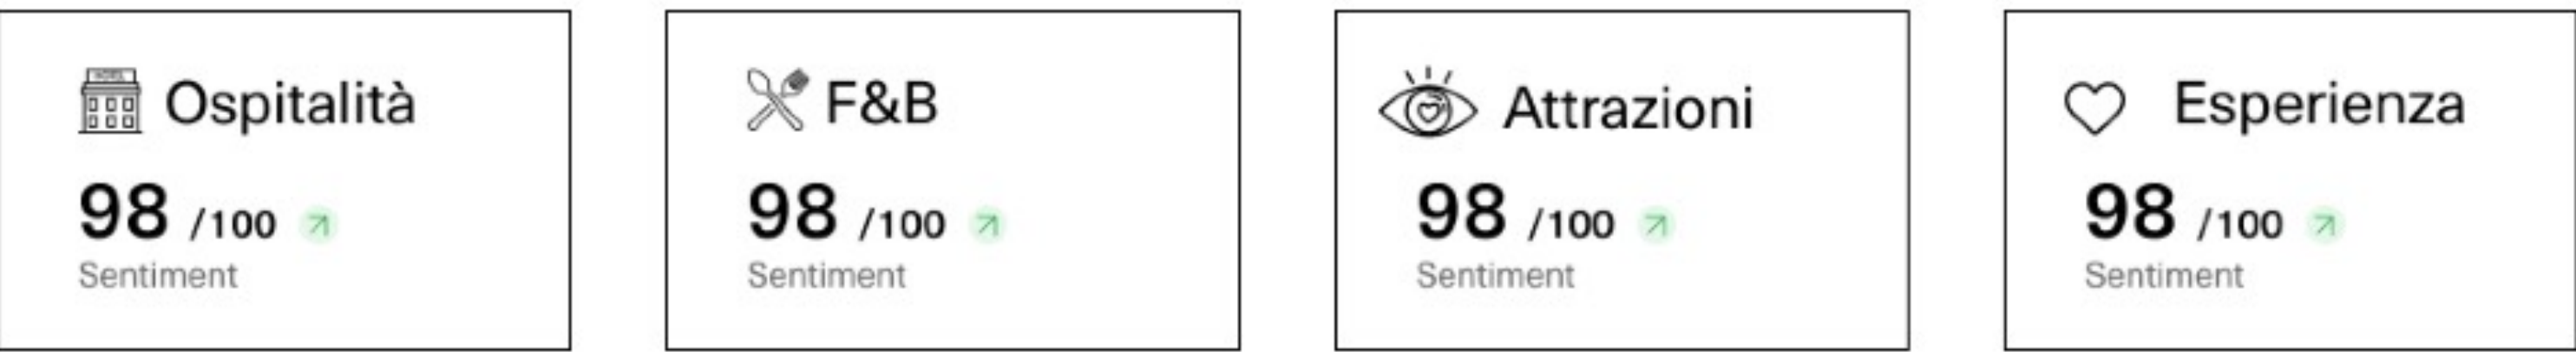 Ospitalità
98 /100
Sentiment
F&B
98 /100
Sentiment
Attrazioni
98 /100
Sentiment
Esperienza
98 /100
Sentiment